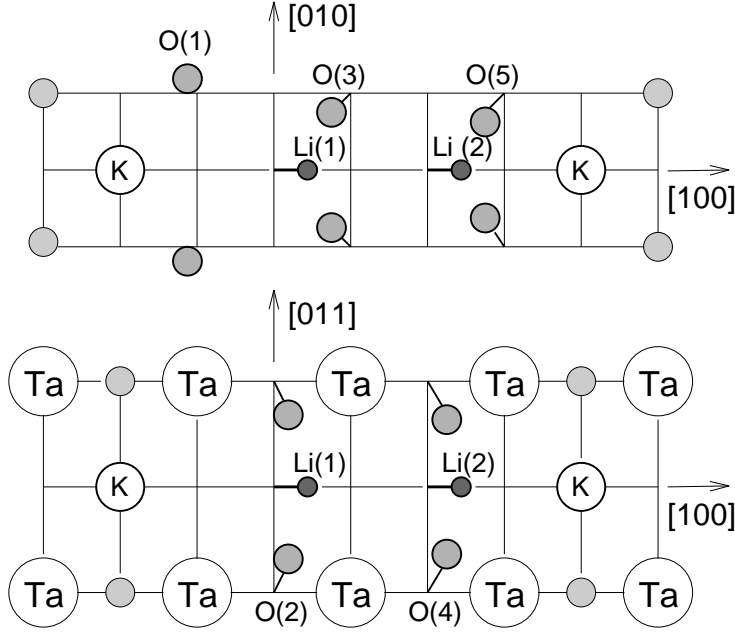 [010]
O(1)
O(3)
O(5)
Li(1)
Li (2)
K
K
[100]
[011]
Ta
Ta
Ta
Ta
Ta
Li(1)
Li(2)
K
K
[100]
Ta
Ta
Ta
Ta
Ta
O(2)
O(4)